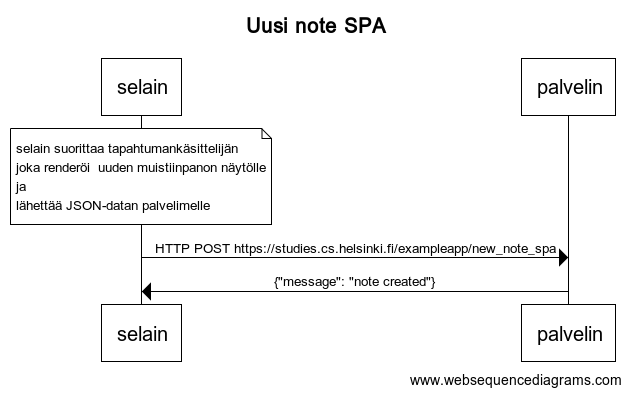 Uusi note SPA
selain
palvelin
selain suorittaa tapahtumankäsittelijän
joka renderöi  uuden muistiinpanon näytölle
ja
lähettää JSON-datan palvelimelle
HTTP POST https://studies.cs.helsinki.fi/exampleapp/new_note_spa
{"message": "note created"}
selain
palvelin
www.websequencediagrams.com